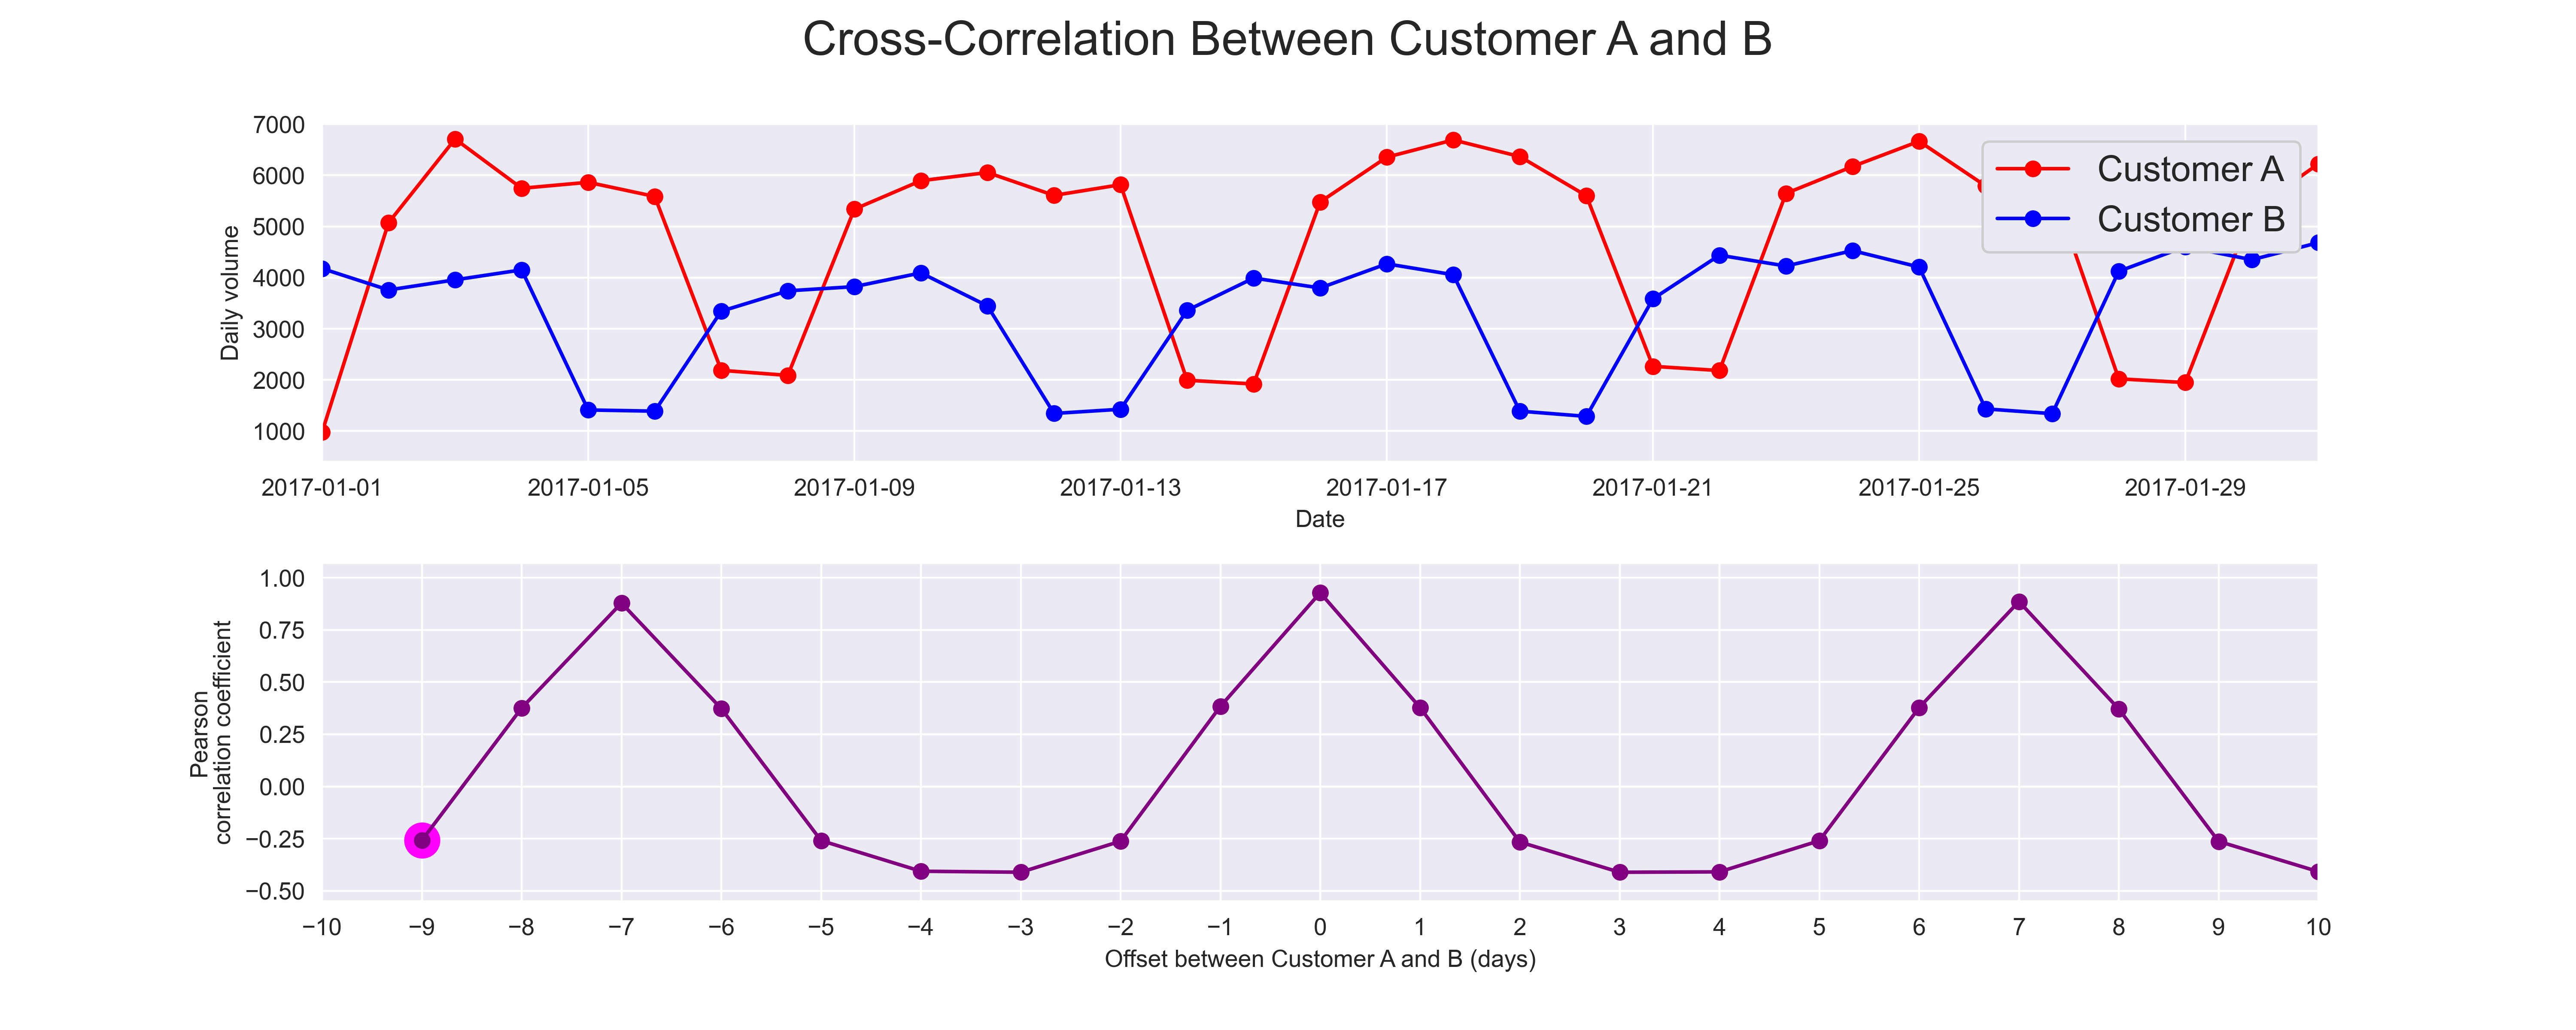 Cross-Correlation Between Customer A and B
7000
6000
5000
4000
3000
2000
1000
Daily volume
Customer A
Customer B
2017-01-01 2017-01-05 2017-01-09 2017-01-13 2017-01-17 2017-01-21 2017-01-25 2017-01-29
Date
1.00
0.75
0.50
0.25
0.00
−0.25
−0.50
Pearson
correlation coefficient
−10 −9 −8 −7 −6 −5 −4 −3 −2 −1 0 1 2 3 4 5 6 7 8 9 10
Offset between Customer A and B (days)